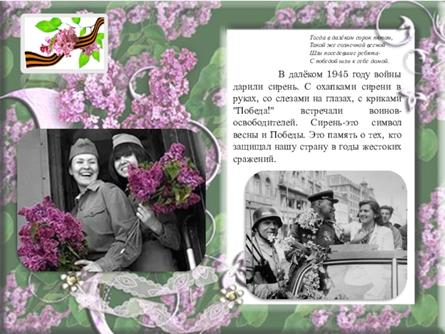 Тогда в далёком сорок пятом,
Такой же солнечной весной
Шли поседевшие ребята-
С победой шли к себе домой.
В далёком 1945 году войны
дарили сирень. С охапками сирени в
руках, со слезами на глазах, с криками
"Победа!" встречали воинов-
освободителей. Сирень-это символ
весны и Победы. Это память о тех, кто
защищал нашу страну в годы жестоких
сражений.